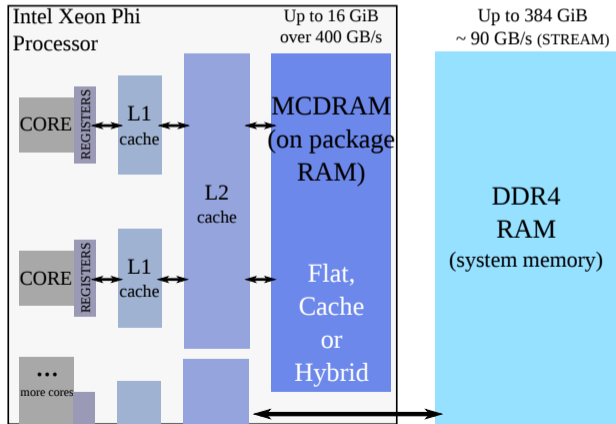 Intel Xeon Phi
Processor
Up to 16 GiB
over 400 GB/s
Up to 384 GiB
~ 90 GB/s (STREAM)
CORE
REGISTERS
L1
cache
L2
cache
MCDRAM
(on package
RAM)
DDR4
RAM
(system memory)
CORE
REGISTERS
L1
cache
Flat,
Cache
or
Hybrid
...
more cores